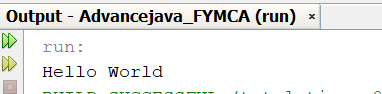 Output - Advancejava_FYMCA (run) ×
run:
Hello World